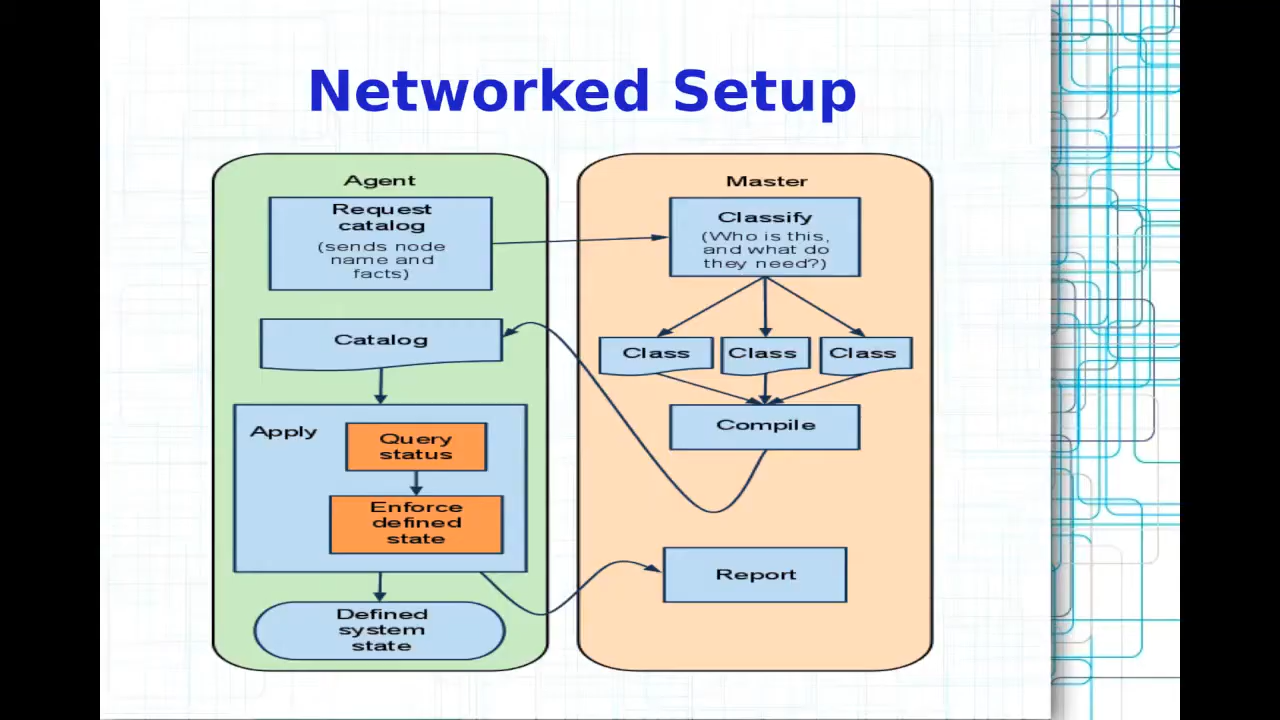 Networked Setup
Agent
Request
catalog
(sends node
name and
facts)
Catalog
Apply
Query
status
Enforce
defined
state
Defined
system
state
Master
Classify
(Who is this,
and what do
they need?)
Class
Class
Class
Compile
Report